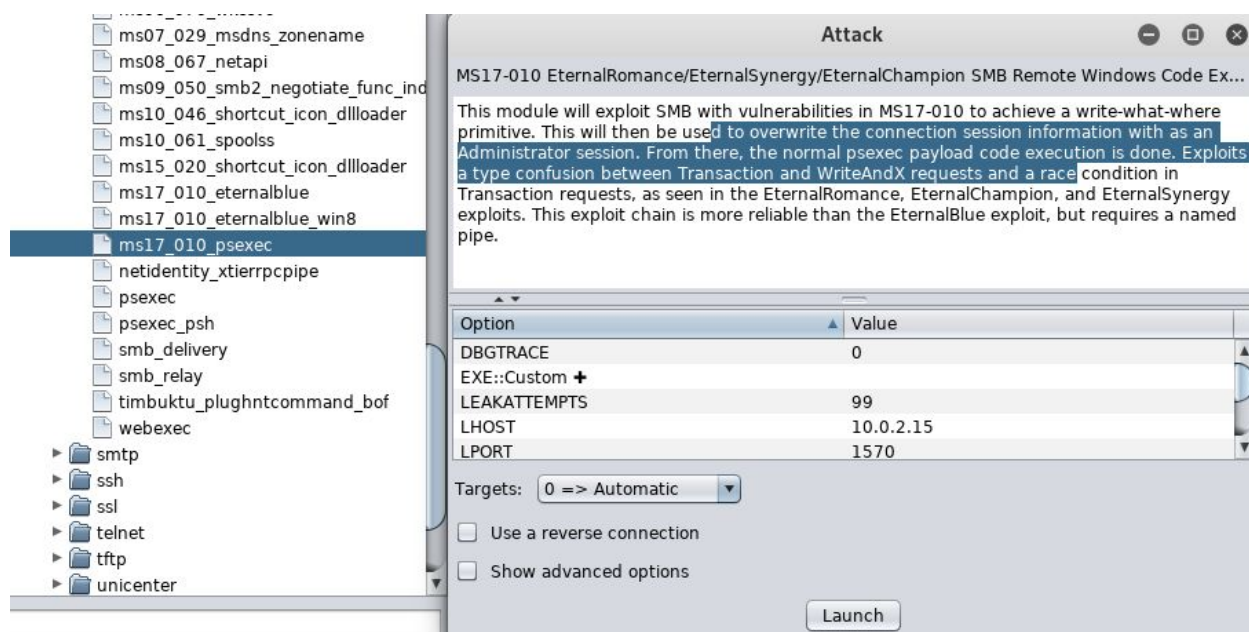 ms07_029_msdns_zonename
ms08_067_netapi
ms09_050_smb2_negotiate_func_ind
ms10_046_shortcut_icon_dllloader
ms10_061_spoolss
ms15_020_shortcut_icon_dllloader
ms17_010_eternalblue
ms17_010_eternalblue_win8
ms17_010_psexec
netidentity_xtierrpcpipe
psexec
psexec_psh
smb_delivery
smb_relay
timbuktu_plughntcommand_bof
webexec
smtp
ssh
ssl
telnet
tftp
unicenter
Attack
MS17-010 EternalRomance/EternalSynergy/EternalChampion SMB Remote Windows Code Ex...
This module will exploit SMB with vulnerabilities in MS17-010 to achieve a write-what-where
primitive. This will then be used to overwrite the connection session information with as an
Administrator session. From there, the normal psexec payload code execution is done. Exploits
a type confusion between Transaction and WriteAndX requests and a race condition in
Transaction requests, as seen in the EternalRomance, EternalChampion, and EternalSynergy
exploits. This exploit chain is more reliable than the EternalBlue exploit, but requires a named
pipe.
Option Value
DBGTRACE 0
EXE::Custom +
LEAKATTEMPTS 99
LHOST 10.0.2.15
LPORT 1570
Targets: 0 => Automatic
Use a reverse connection
Show advanced options
Launch